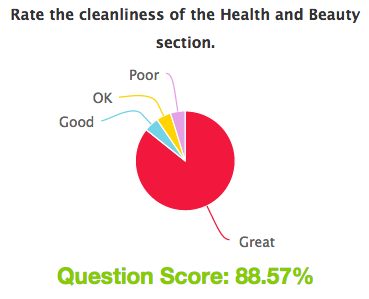 Rate the cleanliness of the Health and Beauty
section.
Poor
OK
Good
Great
Question Score: 88.57%